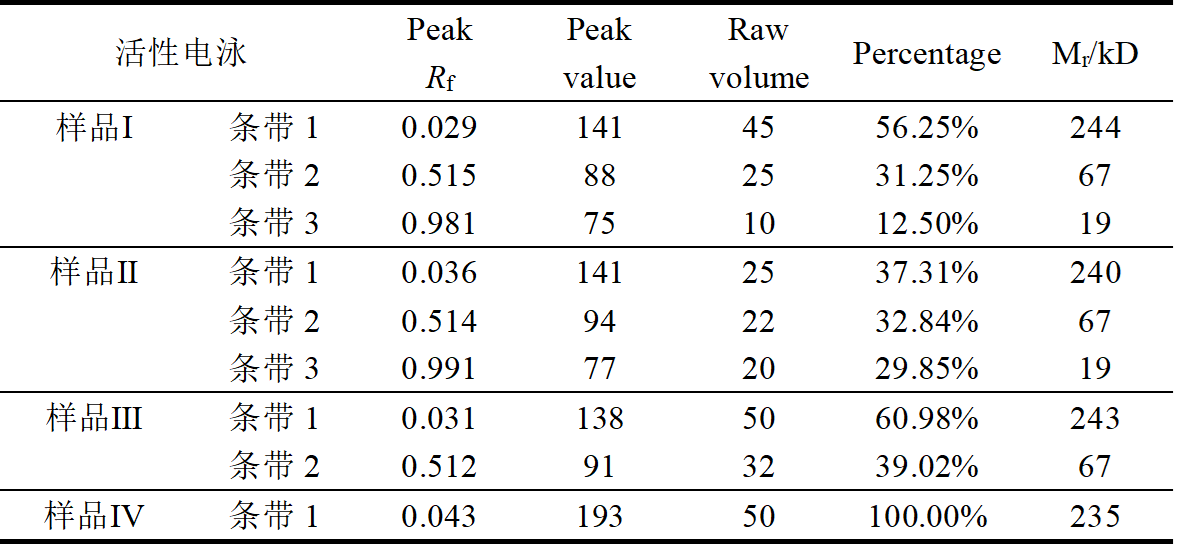 活性电泳 Peak Rf Peak value Raw volume Percentage Mr/kD
样品Ⅰ 条带 1 0.029 141 45 56.25% 244
条带 2 0.515 88 25 31.25% 67
条带 3 0.981 75 10 12.50% 19
样品Ⅱ 条带 1 0.036 141 25 37.31% 240
条带 2 0.514 94 22 32.84% 67
条带 3 0.991 77 20 29.85% 19
样品Ⅲ 条带 1 0.031 138 50 60.98% 243
条带 2 0.512 91 32 39.02% 67
样品Ⅳ 条带 1 0.043 193 50 100.00% 235